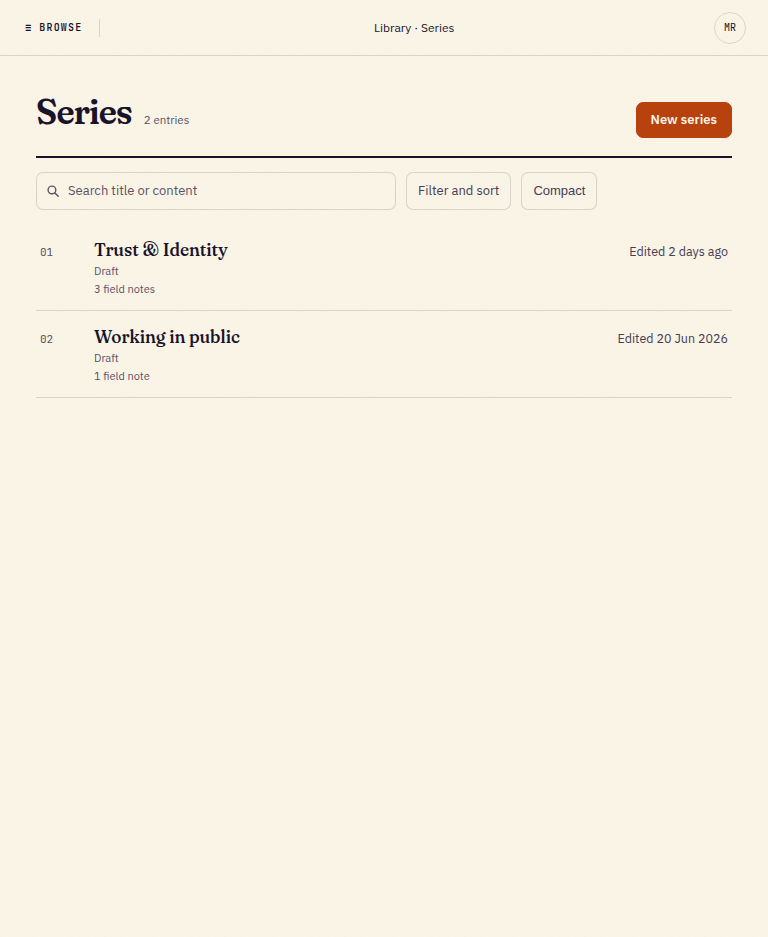 ≡ BROWSE
Library · Series
MR
Series
2 entries
New series
Search title or content
Filter and sort
Compact
01
Trust & Identity
Edited 2 days ago
Draft
3 field notes
02
Working in public
Edited 20 Jun 2026
Draft
1 field note